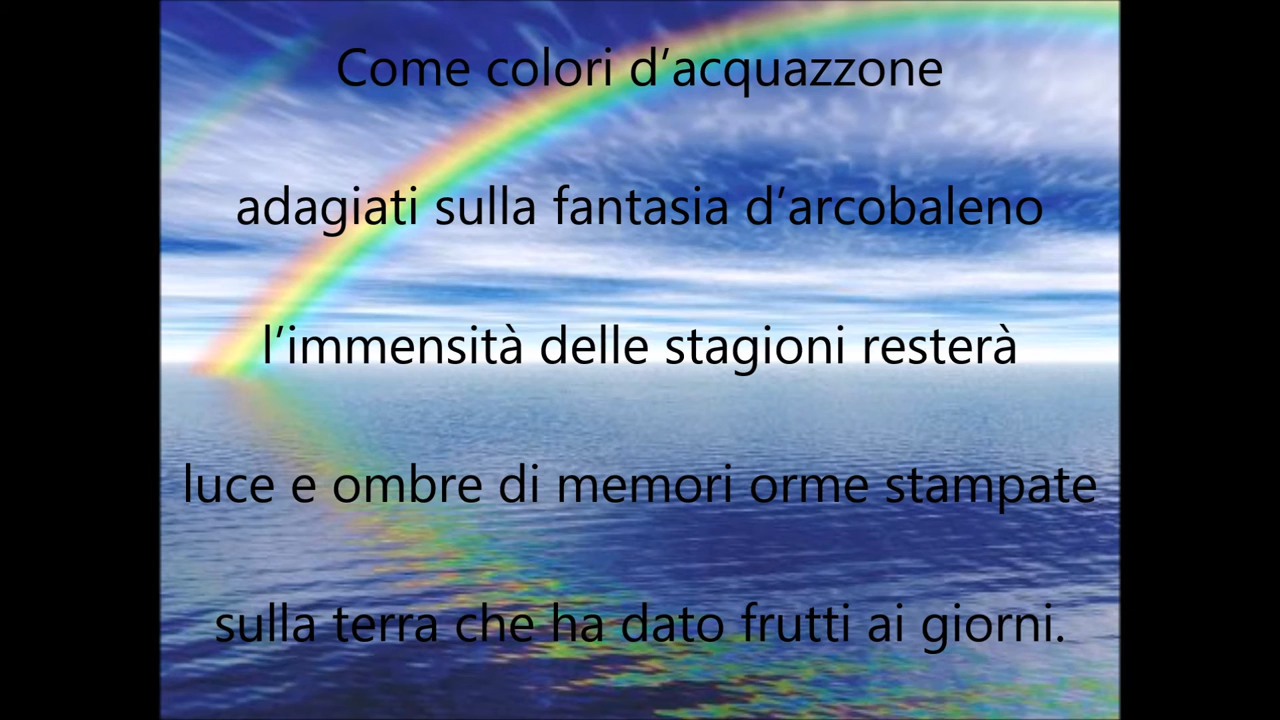 Come colori d’acquazzone
adagiati sulla fantasia d’arcobaleno
l’immensità delle stagioni resterà
luce e ombre di memori orme stampate
sulla terra che ha dato frutti ai giorni.